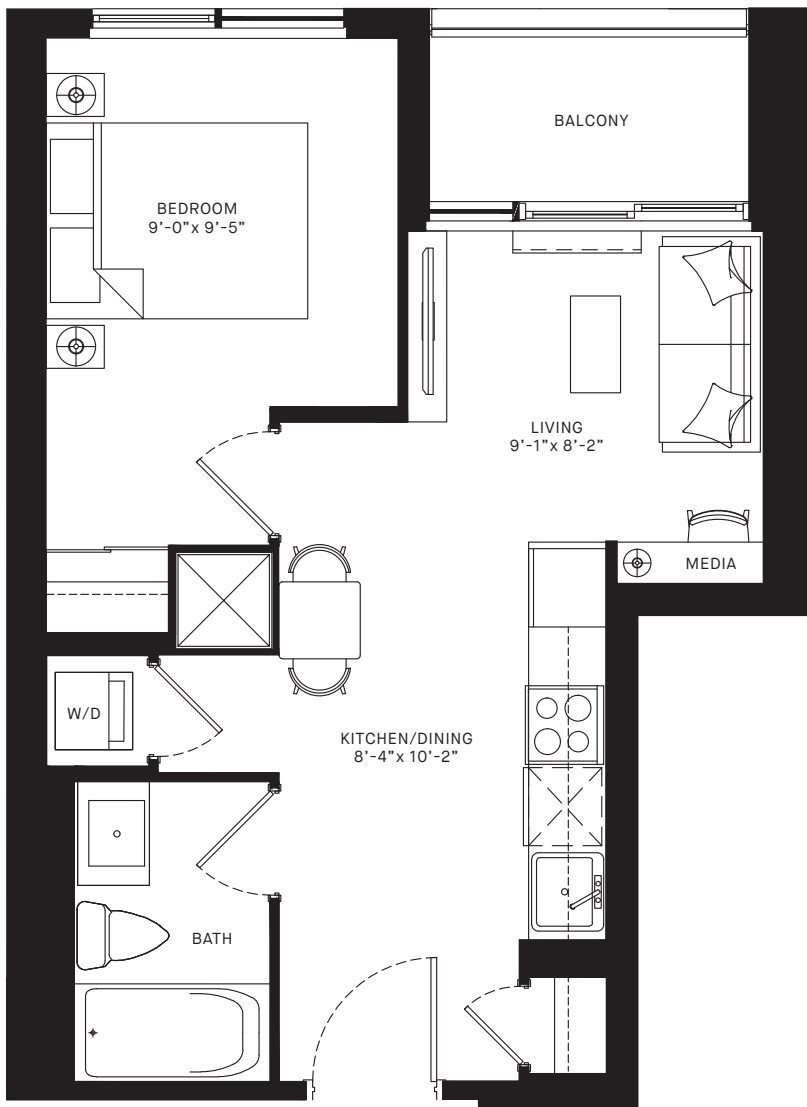 BALCONY
BEDROOM
9'-0”x 9'-5”
LIVING
9'-1”x 8'-2”
MEDIA
W/D
KITCHEN/DINING
8'-4”x 10'-2”
BATH